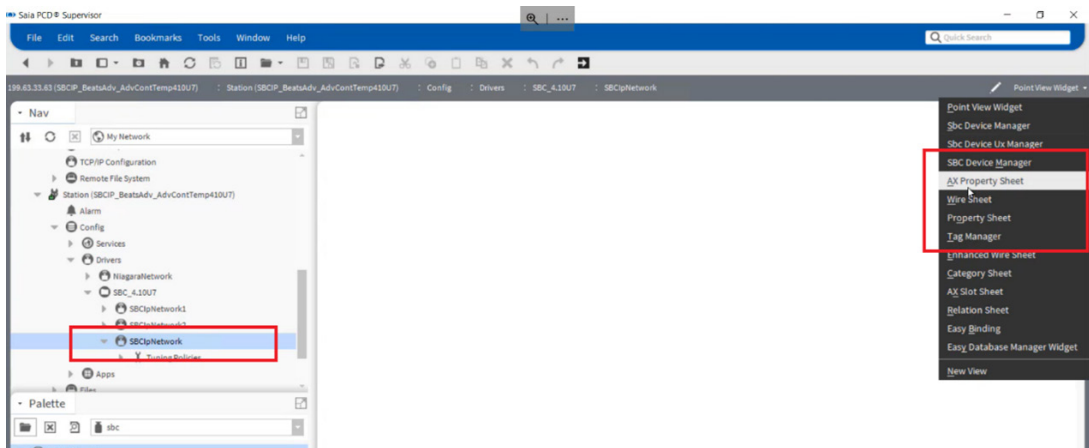 Saia PCD® Supervisor
File Edit Search Bookmarks Tools Window Help
Quick Search
199.63.33.63 (SBCIP_BeatsAdv_AdvContTemp410U7) : Station (SBCIP_BeatsAdv_AdvContTemp410U7) : Config : Drivers : SBC_4.10U7 : SBCIpNetwork
Point View Widget
Nav
My Network
TCP/IP Configuration
Remote File System
Station (SBCIP_BeatsAdv_AdvContTemp410U7)
Alarm
Config
Services
Drivers
NiagaraNetwork
SBC_4.10U7
SBCIpNetwork1
SBCIpNetwork2
SBCIpNetwork
Tuning Policies
Apps
Files
Palette
sbc
Point View Widget
Sbc Device Manager
Sbc Device Ux Manager
SBC Device Manager
AX Property Sheet
Wire Sheet
Property Sheet
Tag Manager
Enhanced Wire Sheet
Category Sheet
AX Slot Sheet
Relation Sheet
Easy Binding
Easy Database Manager Widget
New View